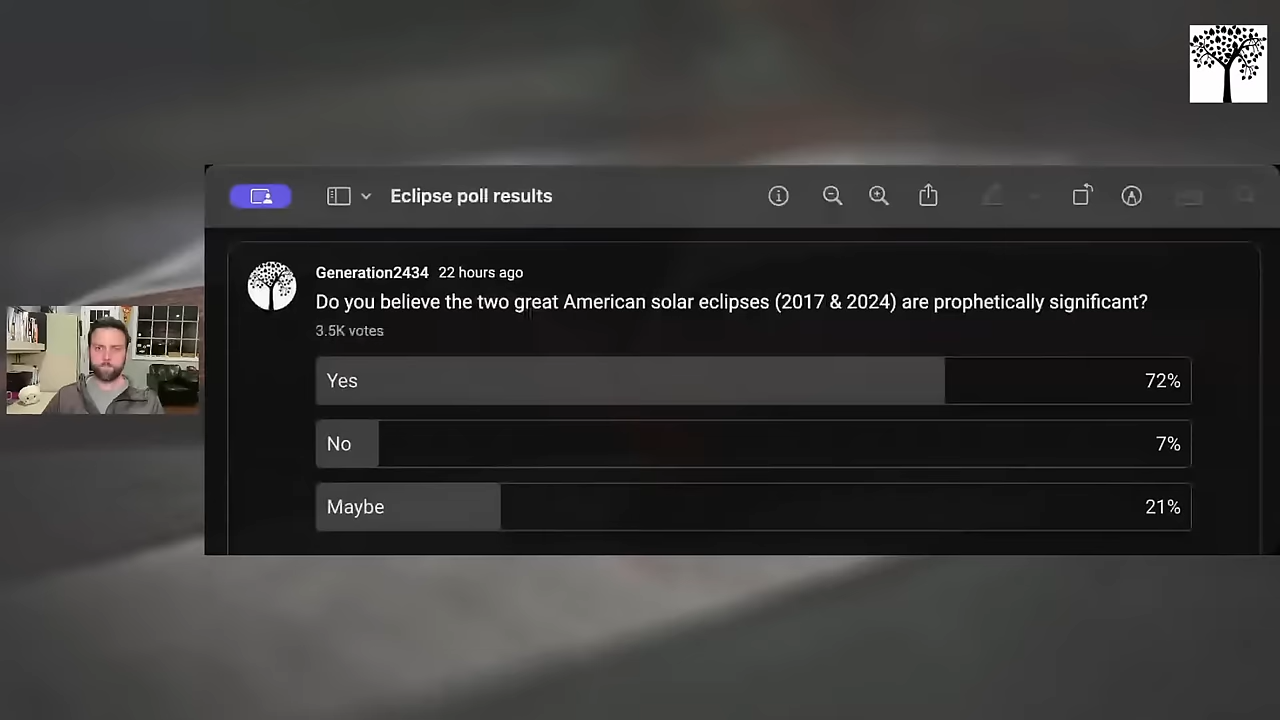 Eclipse poll results
Generation2434 22 hours ago
Do you believe the two great American solar eclipses (2017 & 2024) are prophetically significant?
3.5K votes
Yes 72%
No 7%
Maybe 21%